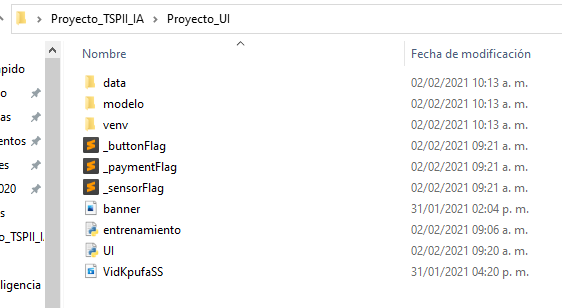 Proyecto_TSPII_IA > Proyecto_UI
Nombre Fecha de modificación
data 02/02/2021 10:13 a. m.
modelo 02/02/2021 10:13 a. m.
venv 02/02/2021 10:13 a. m.
_buttonFlag 02/02/2021 09:21 a. m.
_paymentFlag 02/02/2021 09:21 a. m.
_sensorFlag 02/02/2021 09:21 a. m.
banner 31/01/2021 02:04 p. m.
entrenamiento 02/02/2021 09:06 a. m.
UI 02/02/2021 09:20 a. m.
VidKpufaSS 31/01/2021 04:20 p. m.
ápido
o
as
entos
es
020
s
o_TSPII_IA
eligencia